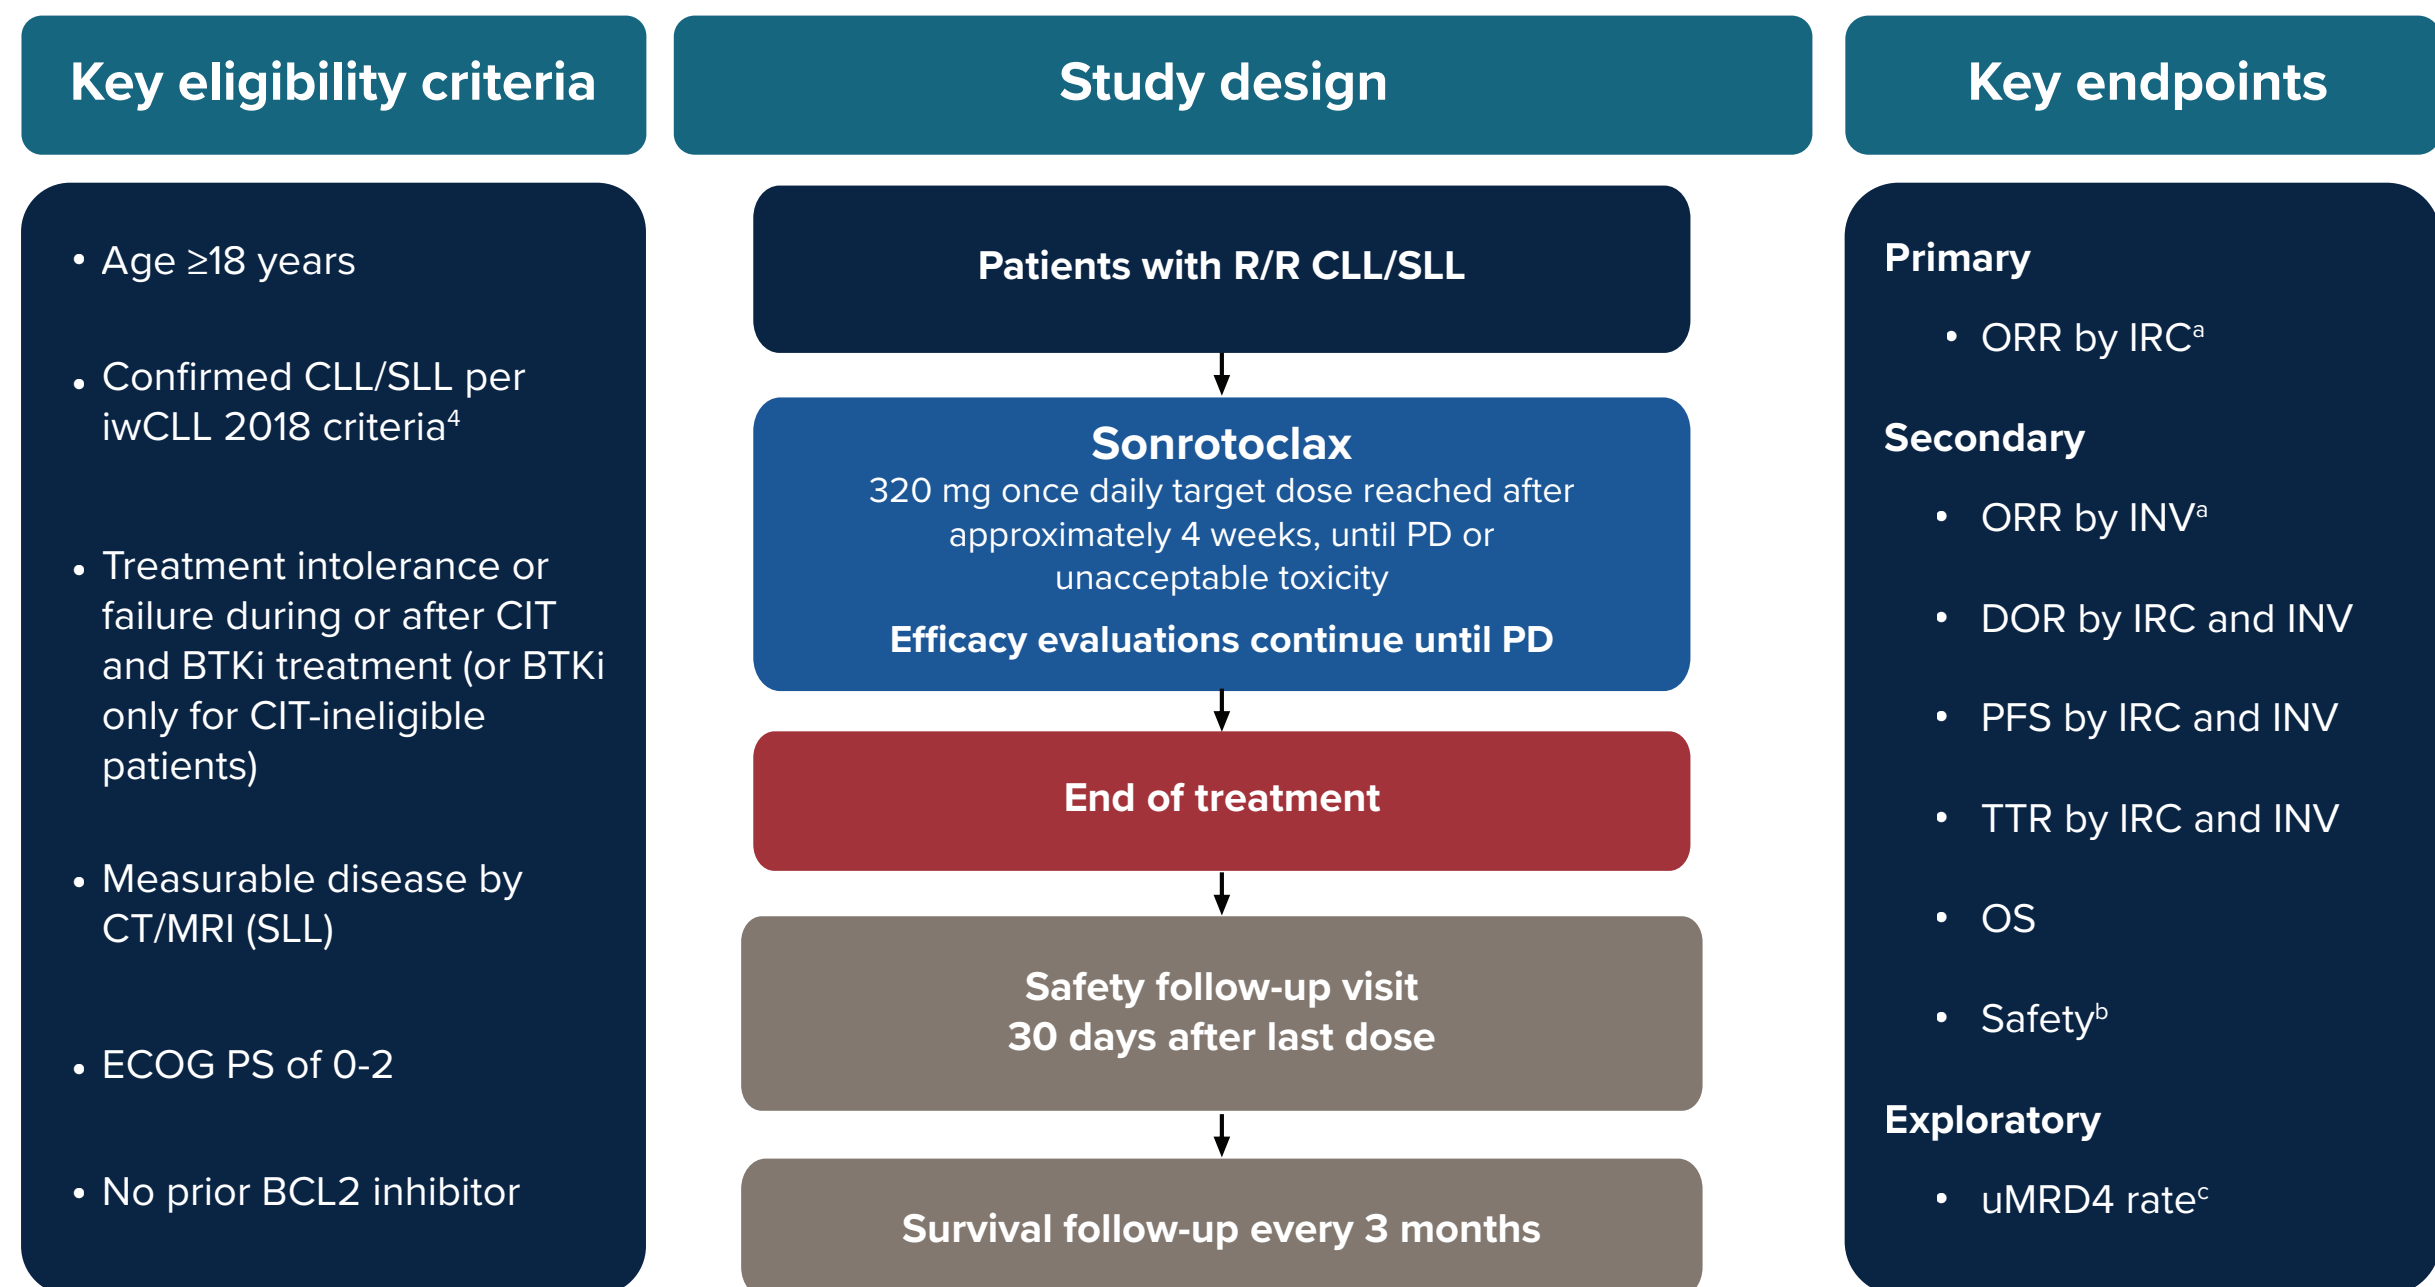 Key eligibility criteria
• Age ≥18 years
• Confirmed CLL/SLL per
iwCLL 2018 criteria⁴
• Treatment intolerance or
failure during or after CIT
and BTKi treatment (or BTKi
only for CIT-ineligible
patients)
• Measurable disease by
CT/MRI (SLL)
• ECOG PS of 0-2
• No prior BCL2 inhibitor
Study design
Patients with R/R CLL/SLL
Sonrotoclax
320 mg once daily target dose reached after
approximately 4 weeks, until PD or
unacceptable toxicity
Efficacy evaluations continue until PD
End of treatment
Safety follow-up visit
30 days after last dose
Survival follow-up every 3 months
Key endpoints
Primary
• ORR by IRCᵃ
Secondary
• ORR by INVᵃ
• DOR by IRC and INV
• PFS by IRC and INV
• TTR by IRC and INV
• OS
• Safetyᵇ
Exploratory
• uMRD4 rateᶜ